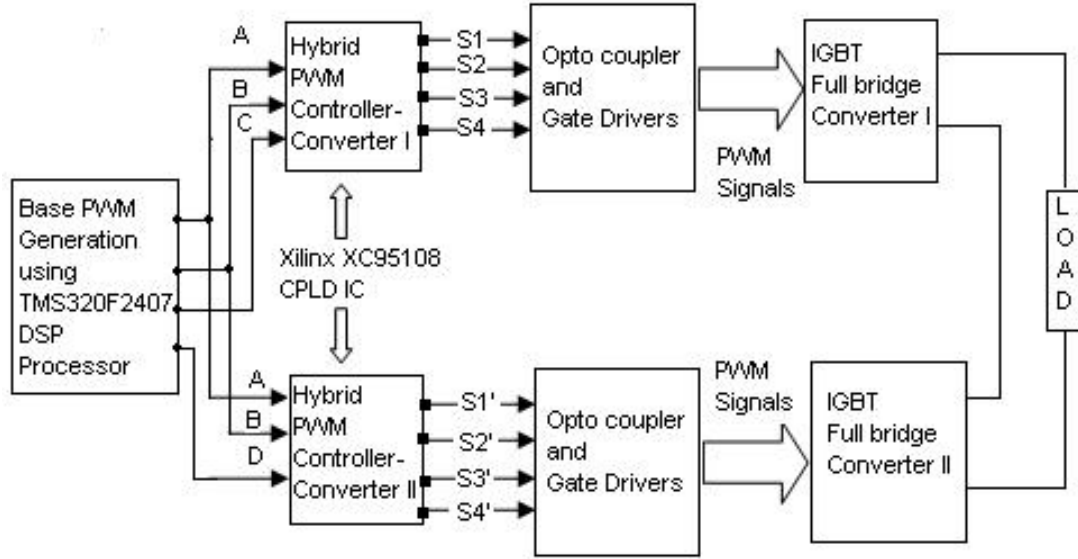 A
B
C
Hybrid
PWM
Controller-
Converter I
S1
S2
S3
S4
Opto coupler
and
Gate Drivers
PWM
Signals
IGBT
Full bridge
Converter I
Base PWM
Generation
using
TMS320F2407
DSP
Processor
Xilinx XC95108
CPLD IC
L
O
A
D
A
B
D
Hybrid
PWM
Controller-
Converter II
S1'
S2'
S3'
S4'
Opto coupler
and
Gate Drivers
PWM
Signals
IGBT
Full bridge
Converter II